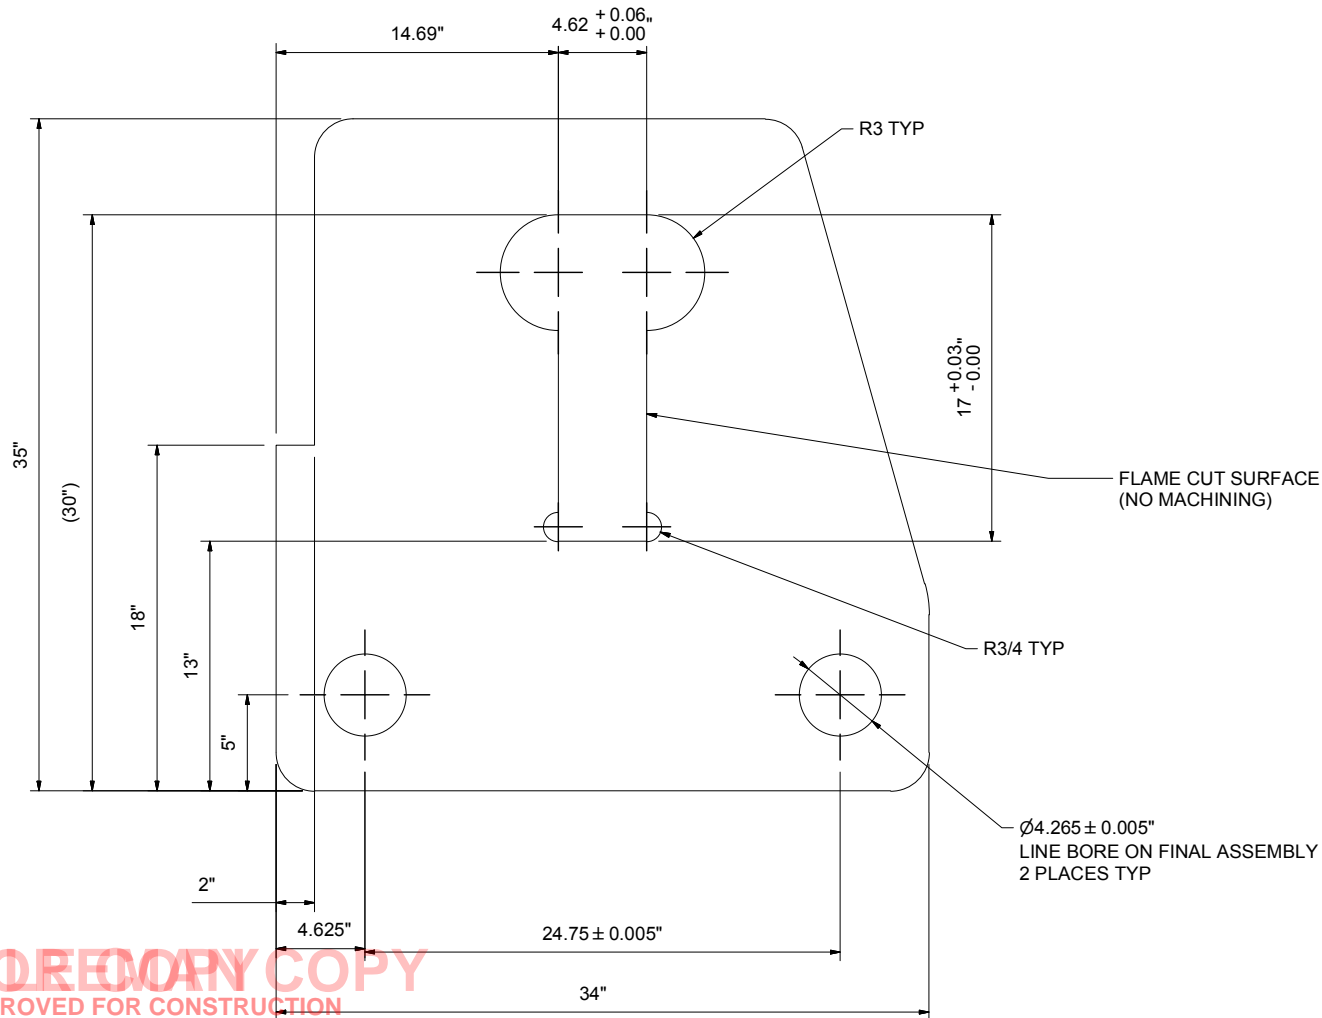 14.69"
4.62 + 0.06"
+ 0.00
R3 TYP
35"
(30")
17 +0.03"
- 0.00
FLAME CUT SURFACE
(NO MACHINING)
18"
13"
R3/4 TYP
5"
Ø4.265 ± 0.005"
LINE BORE ON FINAL ASSEMBLY
2 PLACES TYP
2"
4.625"
24.75 ± 0.005"
COPY
ROVED FOR CONSTRUCTION
34"